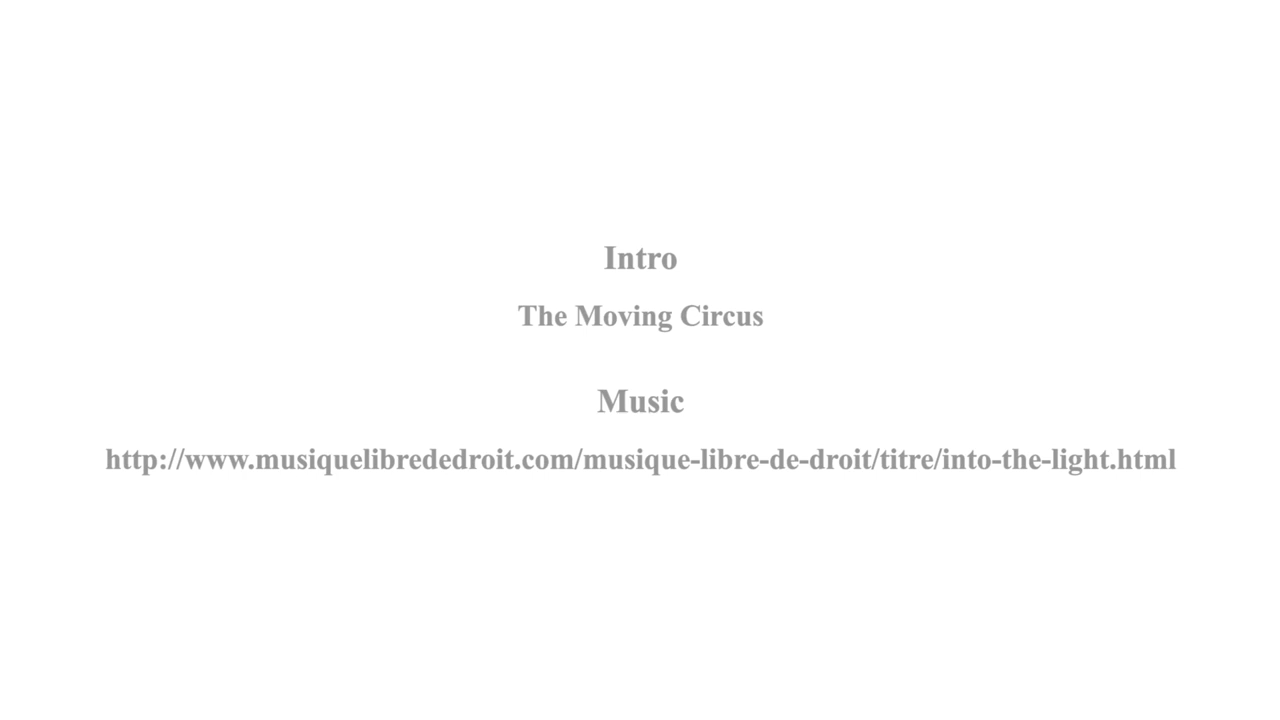 Intro
The Moving Circus
Music
http://www.musiquelibrededroit.com/musique-libre-de-droit/titre/into-the-light.html